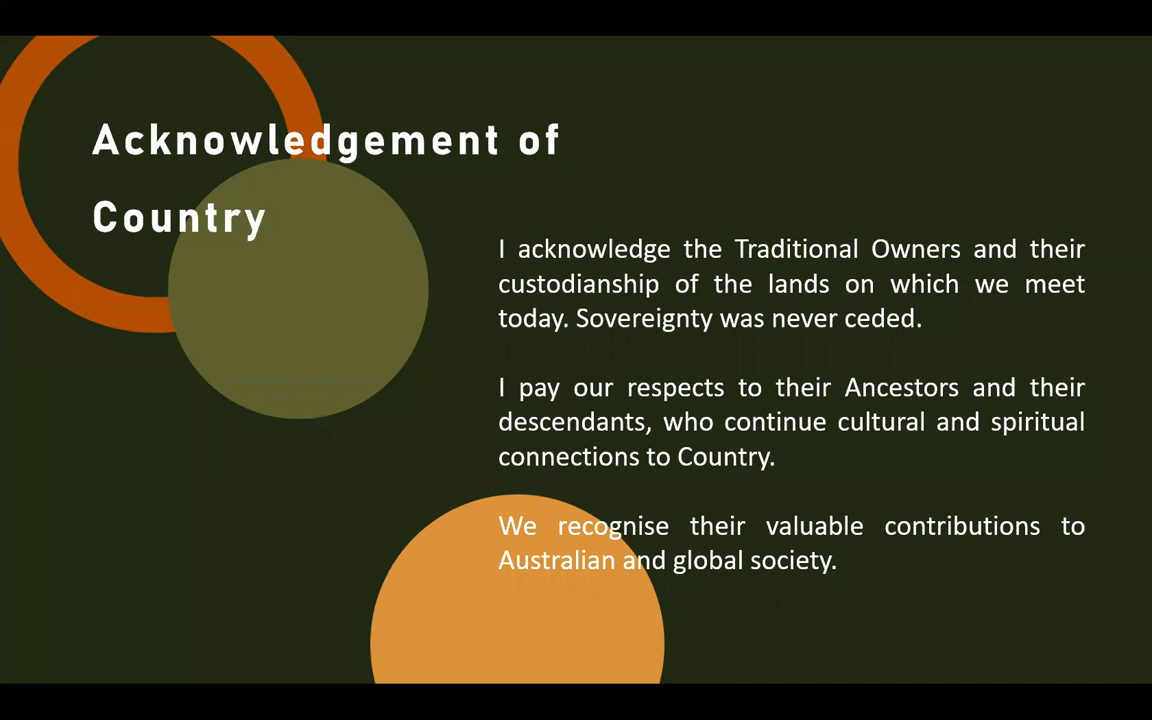 Acknowledgement of
Country
I acknowledge the Traditional Owners and their
custodianship of the lands on which we meet
today. Sovereignty was never ceded.
I pay our respects to their Ancestors and their
descendants, who continue cultural and spiritual
connections to Country.
We recognise their valuable contributions to
Australian and global society.